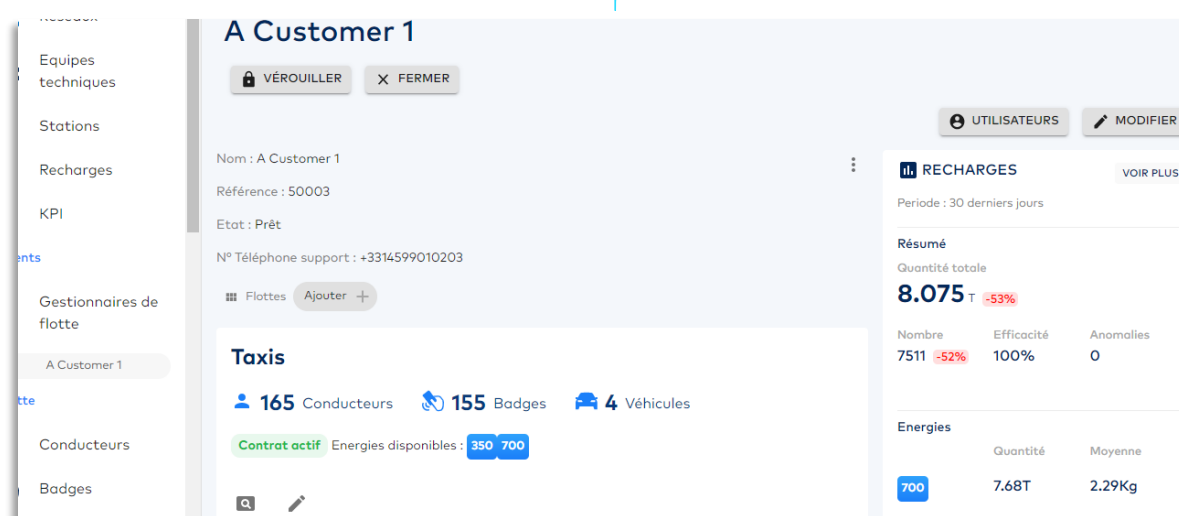 A Customer 1
VÉROUILLER
FERMER
UTILISATEURS
MODIFIER
Equipes
techniques
Stations
Recharges
KPI
Gestionnaires de
flotte
A Customer 1
Conducteurs
Badges
Nom : A Customer 1
Référence : 50003
Etat : Prêt
N° Téléphone support : +3314599010203
Flottes
Ajouter +
Taxis
165 Conducteurs
155 Badges
4 Véhicules
Contrat actif Energies disponibles : 350 700
RECHARGES
VOIR PLUS
Periode : 30 derniers jours
Résumé
Quantité totale
8.075 T -53%
Nombre Efficacité Anomalies
7511 -52% 100% 0
Energies
Quantité Moyenne
700 7.68T 2.29Kg